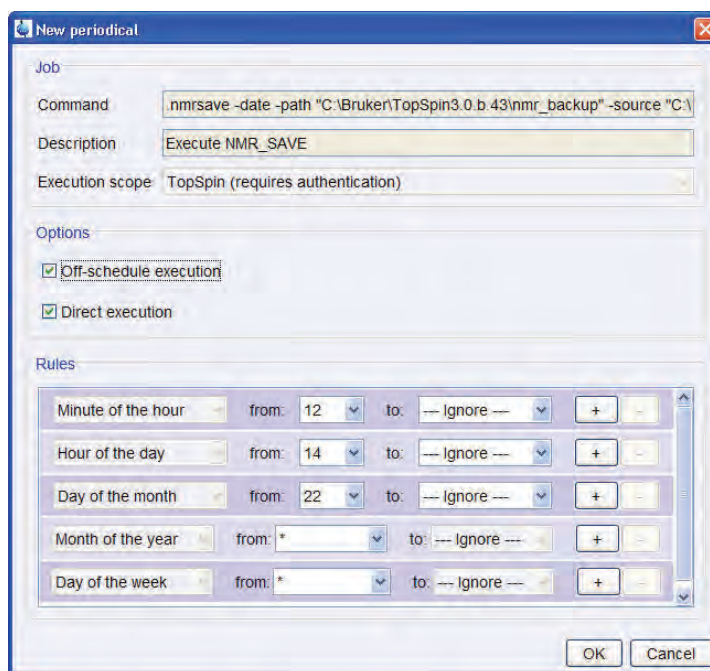 New periodical
Job
Command .nmrsave -date -path "C:\Bruker\TopSpin3.0.b.43\nmr_backup" -source "C:\
Description Execute NMR_SAVE
Execution scope TopSpin (requires authentication)
Options
Off-schedule execution
Direct execution
Rules
Minute of the hour from: 12 to: --- Ignore --- + -
Hour of the day from: 14 to: --- Ignore --- + -
Day of the month from: 22 to: --- Ignore --- + -
Month of the year from: * to: --- Ignore --- + -
Day of the week from: * to: --- Ignore --- + -
OK Cancel